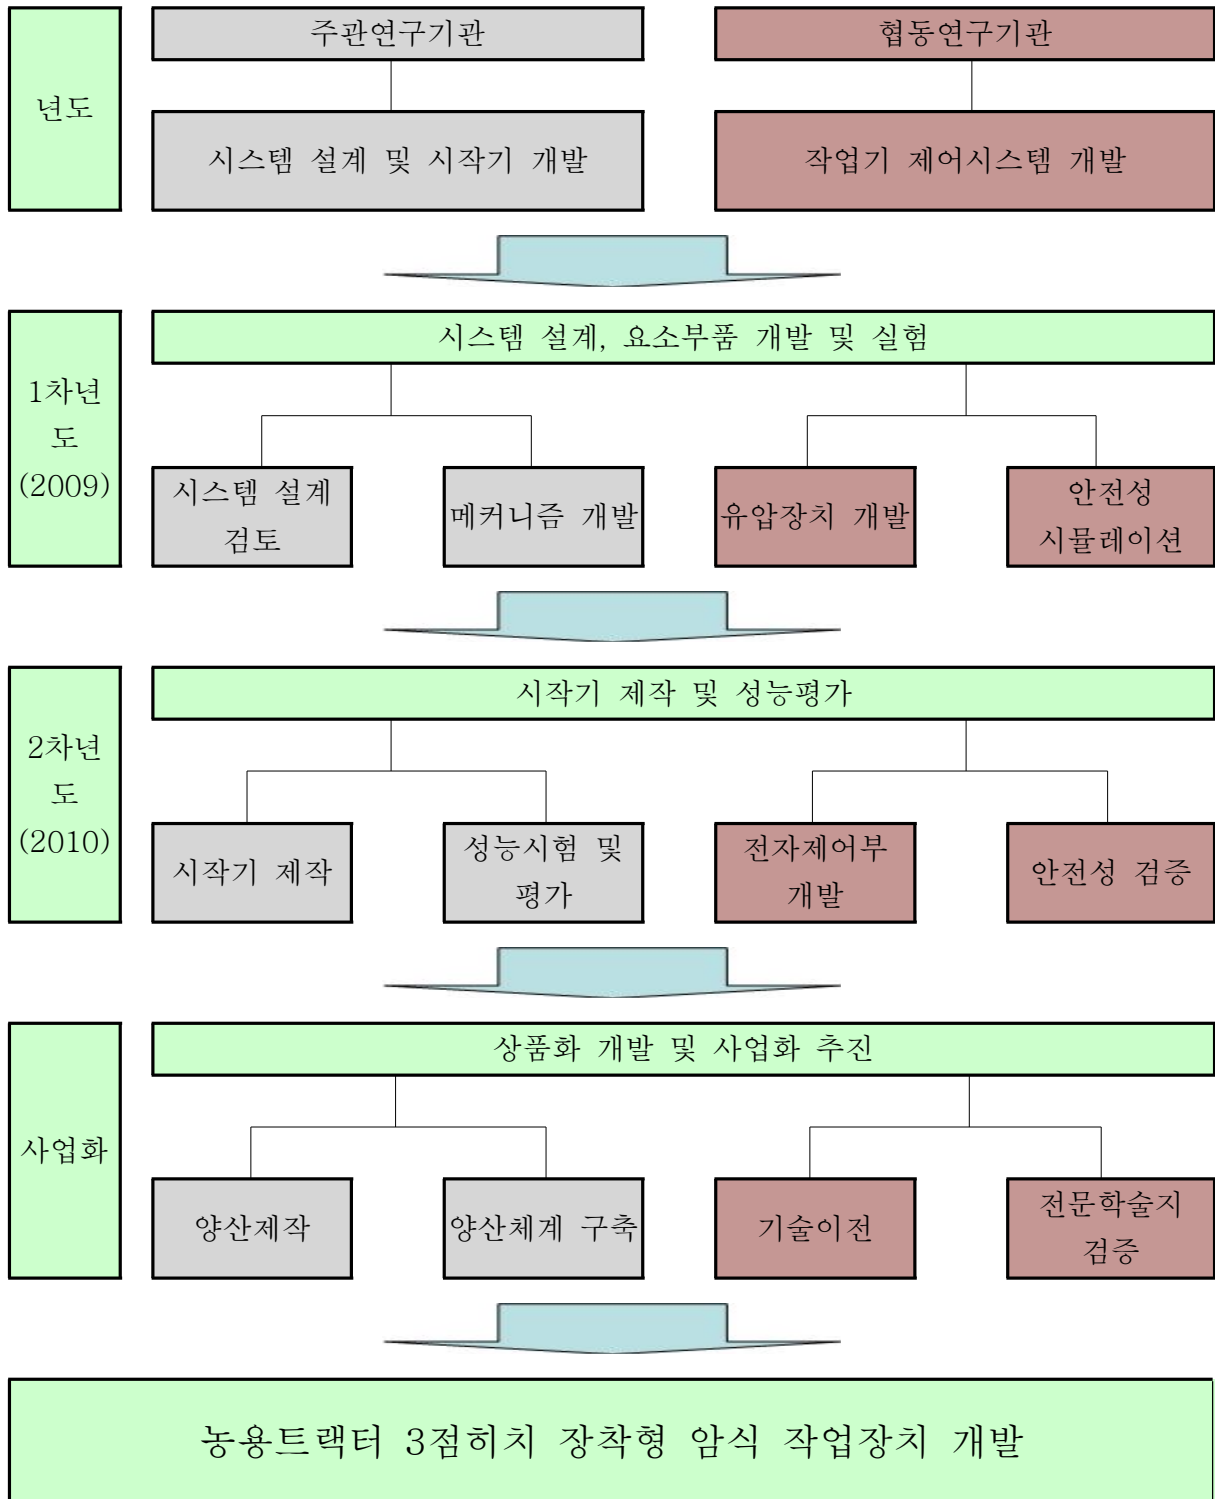 주관연구기관
협동연구기관
년도
시스템 설계 및 시작기 개발
작업기 제어시스템 개발
시스템 설계, 요소부품 개발 및 실험
1차년
도
(2009)
시스템 설계
검토
메커니즘 개발
유압장치 개발
안전성
시뮬레이션
시작기 제작 및 성능평가
2차년
도
(2010)
시작기 제작
성능시험 및
평가
전자제어부
개발
안전성 검증
상품화 개발 및 사업화 추진
사업화
양산제작
양산체계 구축
기술이전
전문학술지
검증
농용트랙터 3점히치 장착형 암식 작업장치 개발